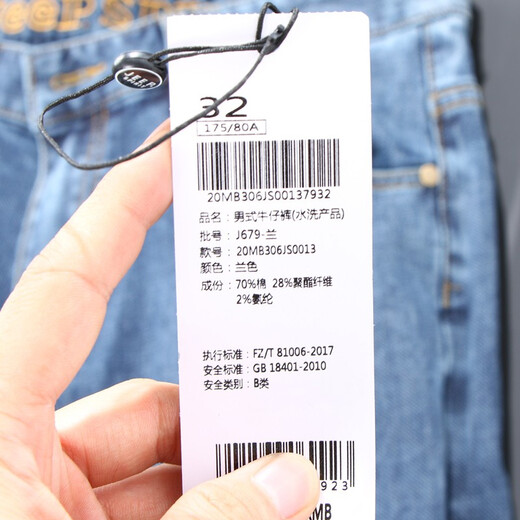 JEEP
32
175/80A
20MB306JS00137932
品名：男式牛仔裤(水洗产品)
批号：J679-兰
款号：20MB306JS0013
颜色：兰色
成份：70%棉 28%聚酯纤维
2%氨纶
执行标准：FZ/T 81006-2017
安全标准：GB 18401-2010
安全类别：B类
923
RMB